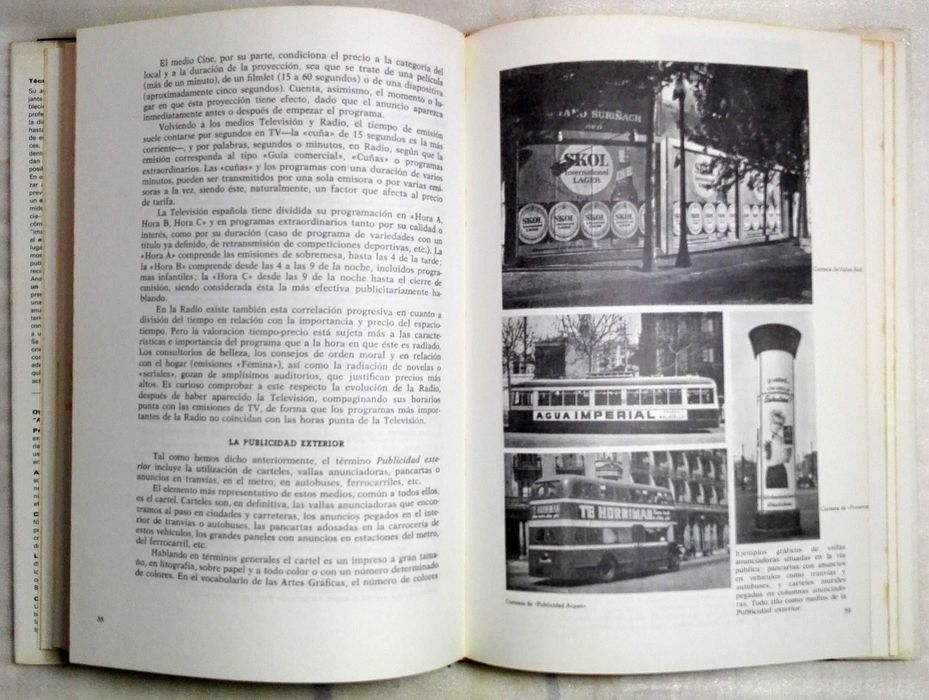 El medio Cine, por su parte, condiciona el precio a la categoría del
local y a la duración de la proyección, sea que se trate de una película
(más de un minuto), de un filmlet (15 a 60 segundos) o de una diapositiva
(aproximadamente cinco segundos). Cuenta, asimismo, el momento o lu-
gar en que ésta proyección tiene efecto, dado que el anuncio aparezca
inmediatamente antes o después de empezar el programa.
Volviendo a los medios Televisión y Radio, el tiempo de emisión
suele contarse por segundos en TV—la «cuña» de 15 segundos es la más
corriente—, y por palabras, segundos o minutos, en Radio, según que la
emisión corresponda al tipo «Guía comercial», «Cuñas» o programas
extraordinarios. Las «cuñas» y los programas con una duración de varios
minutos, pueden ser transmitidos por una sola emisora o por varias emi-
soras a la vez, siendo éste, naturalmente, un factor que afecta al precio
de tarifa.
La Televisión española tiene dividida su programación en «Hora A,
Hora B, Hora C» y en programas extraordinarios tanto por su calidad o
interés, como por su duración (caso de programa de variedades con un
título ya definido, de retransmisión de competiciones deportivas, etc.). La
«Hora A» comprende las emisiones de sobremesa, hasta las 4 de la tarde;
la «Hora B» comprende desde las 4 a las 9 de la noche, incluidos progra-
mas infantiles; la «Hora C» desde las 9 de la noche hasta el cierre de
emisión, siendo considerada ésta la más efectiva publicitariamente ha-
blando.
En la Radio existe también esta correlación progresiva en cuanto a
división del tiempo en relación con la importancia y precio del espacio-
tiempo. Pero la valoración tiempo-precio está sujeta más a las caracte-
rísticas e importancia del programa que a la hora en que éste es radiado.
Los consultorios de belleza, los consejos de orden moral y en relación
con el hogar (emisiones «Fémina»), así como la radiación de novelas o
«seriales», gozan de amplísimos auditorios, que justifican precios más
altos. Es curioso comprobar a este respecto la evolución de la Radio,
después de haber aparecido la Televisión, compaginando sus horarios
punta con las emisiones de TV, de forma que los programas más impor-
tantes de la Radio no coincidan con las horas punta de la Televisión.
LA PUBLICIDAD EXTERIOR
Tal como hemos dicho anteriormente, el término Publicidad exte-
rior incluye la utilización de carteles, vallas anunciadoras, pancartas o
anuncios en tranvías, en el metro, en autobuses, ferrocarriles, etc.
El elemento más representativo de estos medios, común a todos ellos,
es el cartel. Carteles son, en definitiva, las vallas anunciadoras que encon-
tramos al paso en ciudades y carreteras, los anuncios pegados en el inte-
rior de tranvías o autobuses, las pancartas adosadas en la carrocería de
estos vehículos, los grandes paneles con anuncios en estaciones del metro,
del ferrocarril, etc.
Hablando en términos generales el cartel es un impreso a gran tama-
ño, en litografía, sobre papel y a todo color o con un número determinado
de colores. En el vocabulario de las Artes Gráficas, el número de colores
SURIÑACH
SKOL
International
LAGER
SKOL
SKOL
SKOL
SKOL
SKOL
Cortesía de Vallas Red
AGUA IMPERIAL
TE HORNIMAN
Cortesía de «Publicidad Arpon»
Ejemplos gráficos de vallas
anunciadoras situadas en la vía
pública; pancartas con anuncios
en vehículos como tranvías y
autobuses, y carteles murales
pegados en columnas anunciado-
ras. Todo ello como medios de la
Publicidad exterior.
59